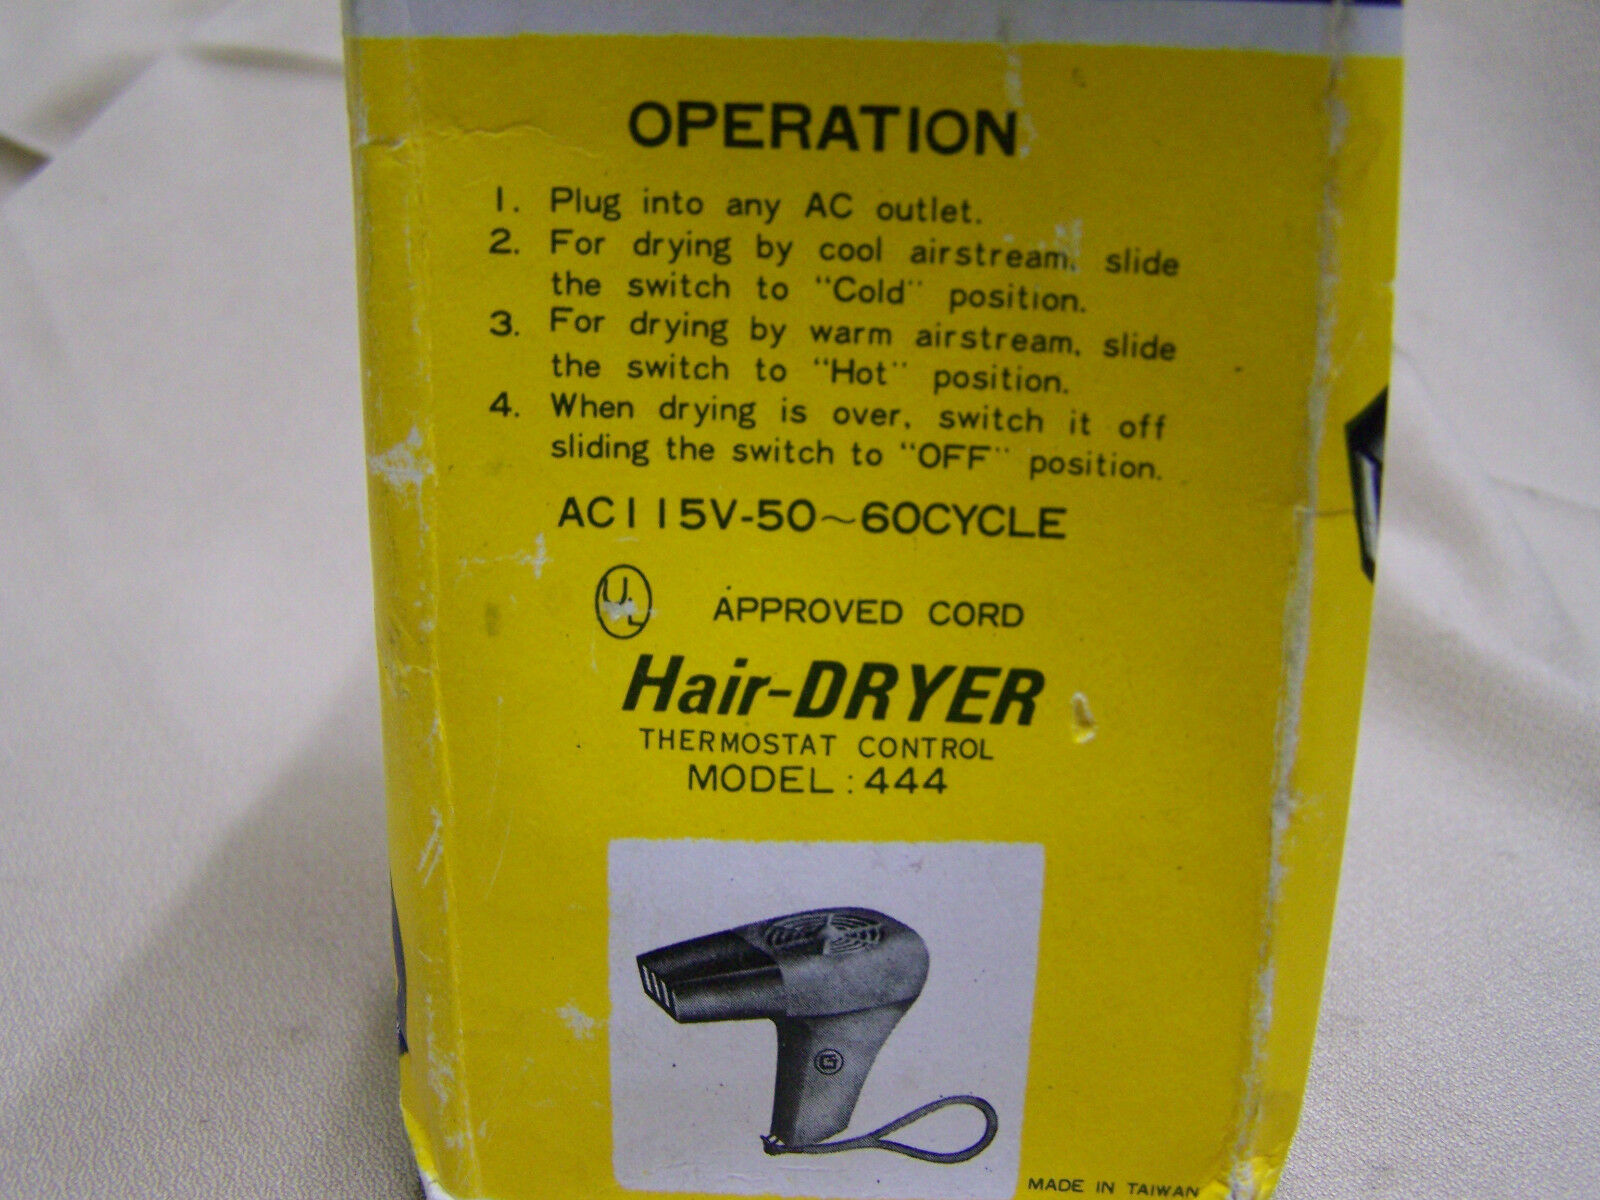 OPERATION
1. Plug into any AC outlet.
2. For drying by cool airstream, slide
the switch to "Cold" position.
3. For drying by warm airstream, slide
the switch to "Hot" position.
4. When drying is over, switch it off
sliding the switch to "OFF" position.
AC115V-50~60CYCLE
U.L APPROVED CORD
Hair-DRYER
THERMOSTAT CONTROL
MODEL : 444
G
MADE IN TAIWAN